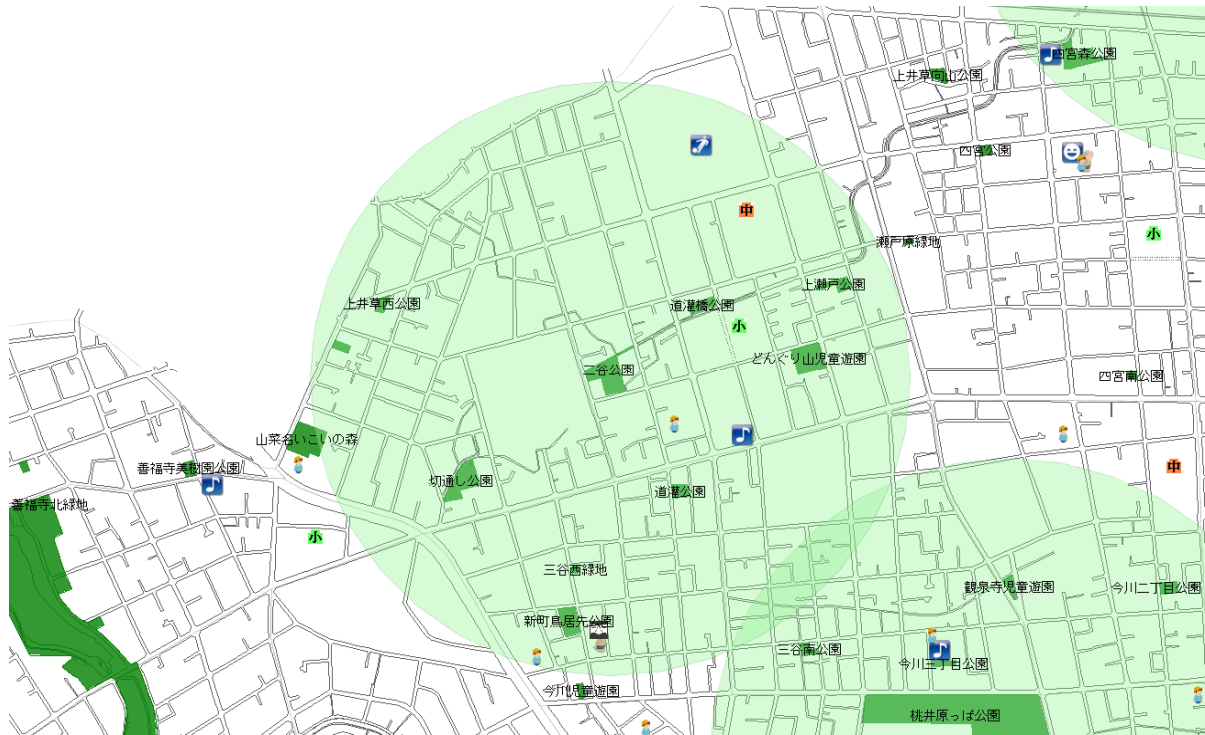 四宮森公園
上井草向山公園
四宮公園
中
小
瀬戸原緑地
上瀬戸公園
上井草西公園
道灌橋公園
小
どんぐり山児童遊園
三谷公園
四宮南公園
山菜名いこいの森
善福寺美樹園公園
中
切通し公園
道灌公園
善福寺北緑地
小
三谷西緑地
観泉寺児童遊園
今川二丁目公園
新町鳥居先公園
三谷南公園
今川三丁目公園
今川児童遊園
桃井原っぱ公園